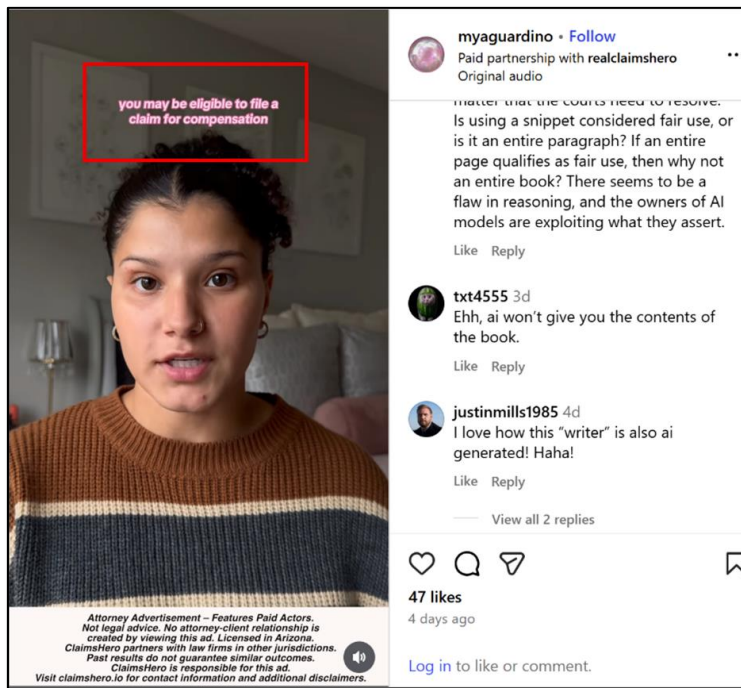 you may be eligible to file a
claim for compensation
Attorney Advertisement – Features Paid Actors.
Not legal advice. No attorney-client relationship is
created by viewing this ad. Licensed in Arizona.
ClaimsHero partners with law firms in other jurisdictions.
Past results do not guarantee similar outcomes.
ClaimsHero is responsible for this ad.
Visit claimshero.io for contact information and additional disclaimers.
myaguardino • Follow
Paid partnership with realclaimshero
Original audio
matter that the courts need to resolve.
Is using a snippet considered fair use, or
is it an entire paragraph? If an entire
page qualifies as fair use, then why not
an entire book? There seems to be a
flaw in reasoning, and the owners of AI
models are exploiting what they assert.
Like Reply
txt4555 3d
Ehh, ai won't give you the contents of
the book.
Like Reply
justinmills1985 4d
I love how this “writer” is also ai
generated! Haha!
Like Reply
View all 2 replies
47 likes
4 days ago
Log in to like or comment.